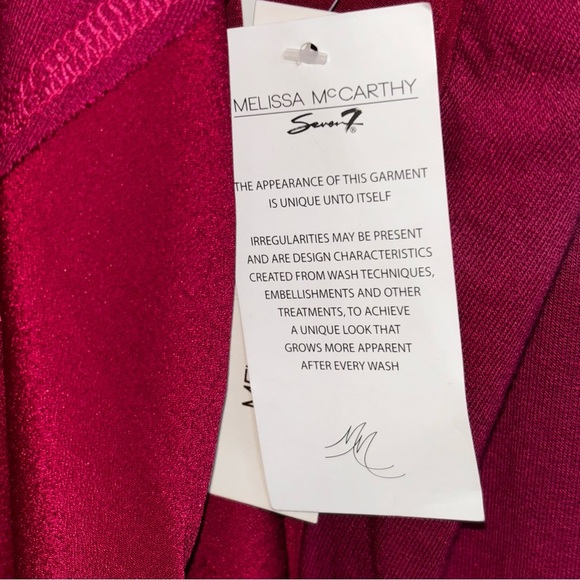 MELISSA McCARTHY
Seven7®
THE APPEARANCE OF THIS GARMENT
IS UNIQUE UNTO ITSELF
IRREGULARITIES MAY BE PRESENT
AND ARE DESIGN CHARACTERISTICS
CREATED FROM WASH TECHNIQUES,
EMBELLISHMENTS AND OTHER
TREATMENTS, TO ACHIEVE
A UNIQUE LOOK THAT
GROWS MORE APPARENT
AFTER EVERY WASH